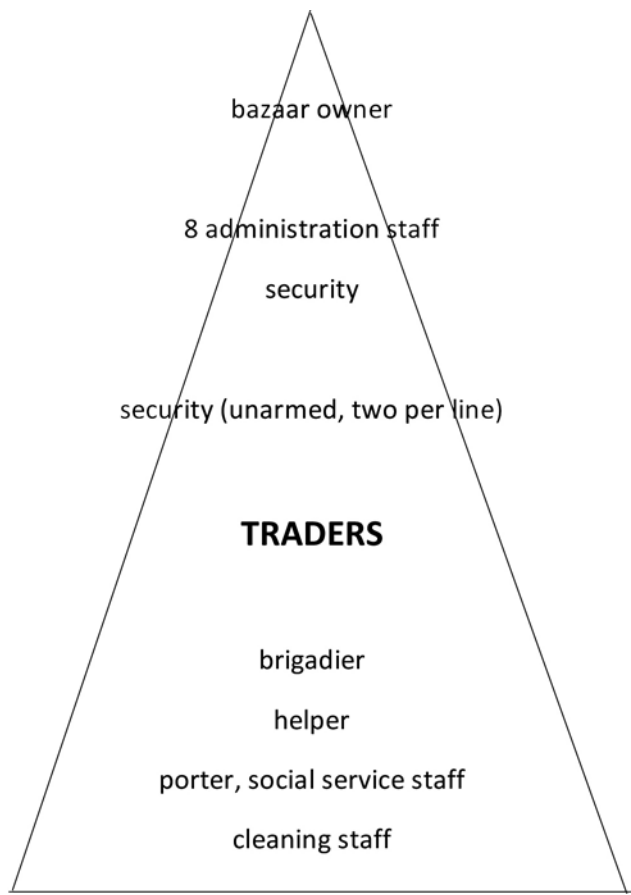 bazaar owner
8 administration staff
security
security (unarmed, two per line)
TRADERS
brigadier
helper
porter, social service staff
cleaning staff